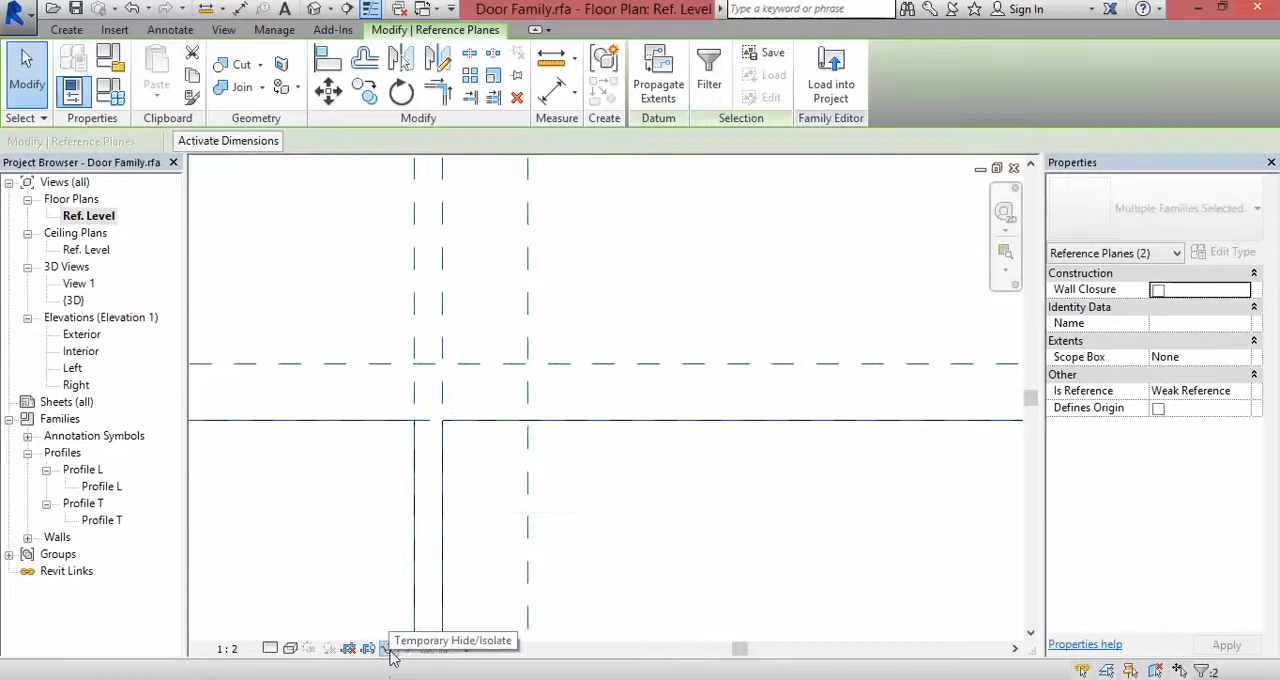 Door Family.rfa - Floor Plan: Ref. Level
Type a keyword or phrase
Sign In
Create
Insert
Annotate
View
Manage
Add-Ins
Modify | Reference Planes
Modify
Paste
Cut
Join
Propagate
Extents
Filter
Save
Load
Edit
Load into
Project
Select
Properties
Clipboard
Geometry
Modify
Measure
Create
Datum
Selection
Family Editor
Modify | Reference Planes
Activate Dimensions
Project Browser - Door Family.rfa
Views (all)
Floor Plans
Ref. Level
Ceiling Plans
Ref. Level
3D Views
View 1
{3D}
Elevations (Elevation 1)
Exterior
Interior
Left
Right
Sheets (all)
Families
Annotation Symbols
Profiles
Profile L
Profile L
Profile T
Profile T
Walls
Groups
Revit Links
2D
1 : 2
Temporary Hide/Isolate
Properties
Multiple Families Selected.
Reference Planes (2)
Edit Type
Construction
Wall Closure
Identity Data
Name
Extents
Scope Box None
Other
Is Reference Weak Reference
Defines Origin
Properties help
Apply
:2